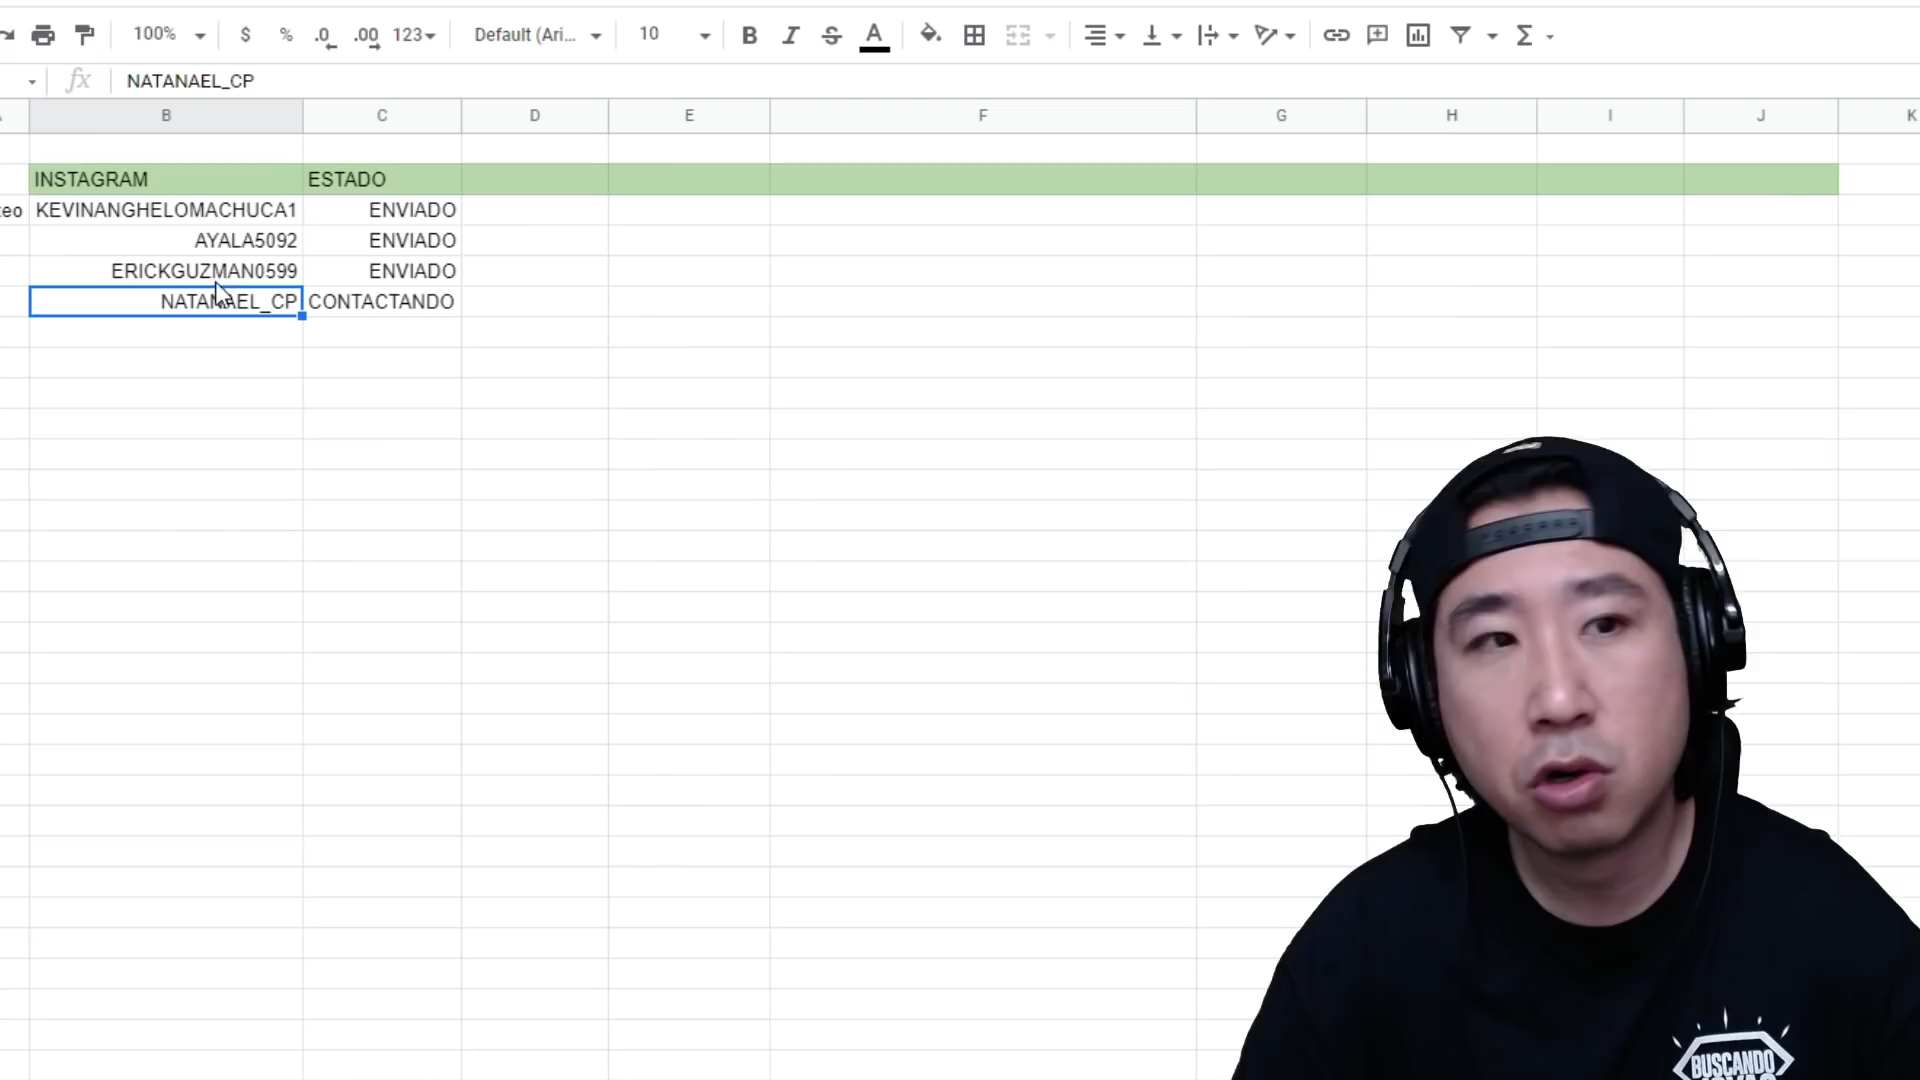 100% $ % .0 .00 123 Default (Ari... 10 B I S A
fx NATANAEL_CP
B C D E F G H I J K
INSTAGRAM ESTADO
KEVINANGHELOMACHUCA1 ENVIADO
AYALA5092 ENVIADO
ERICKGUZMAN0599 ENVIADO
NATANAEL_CP CONTACTANDO
BUSCANDO